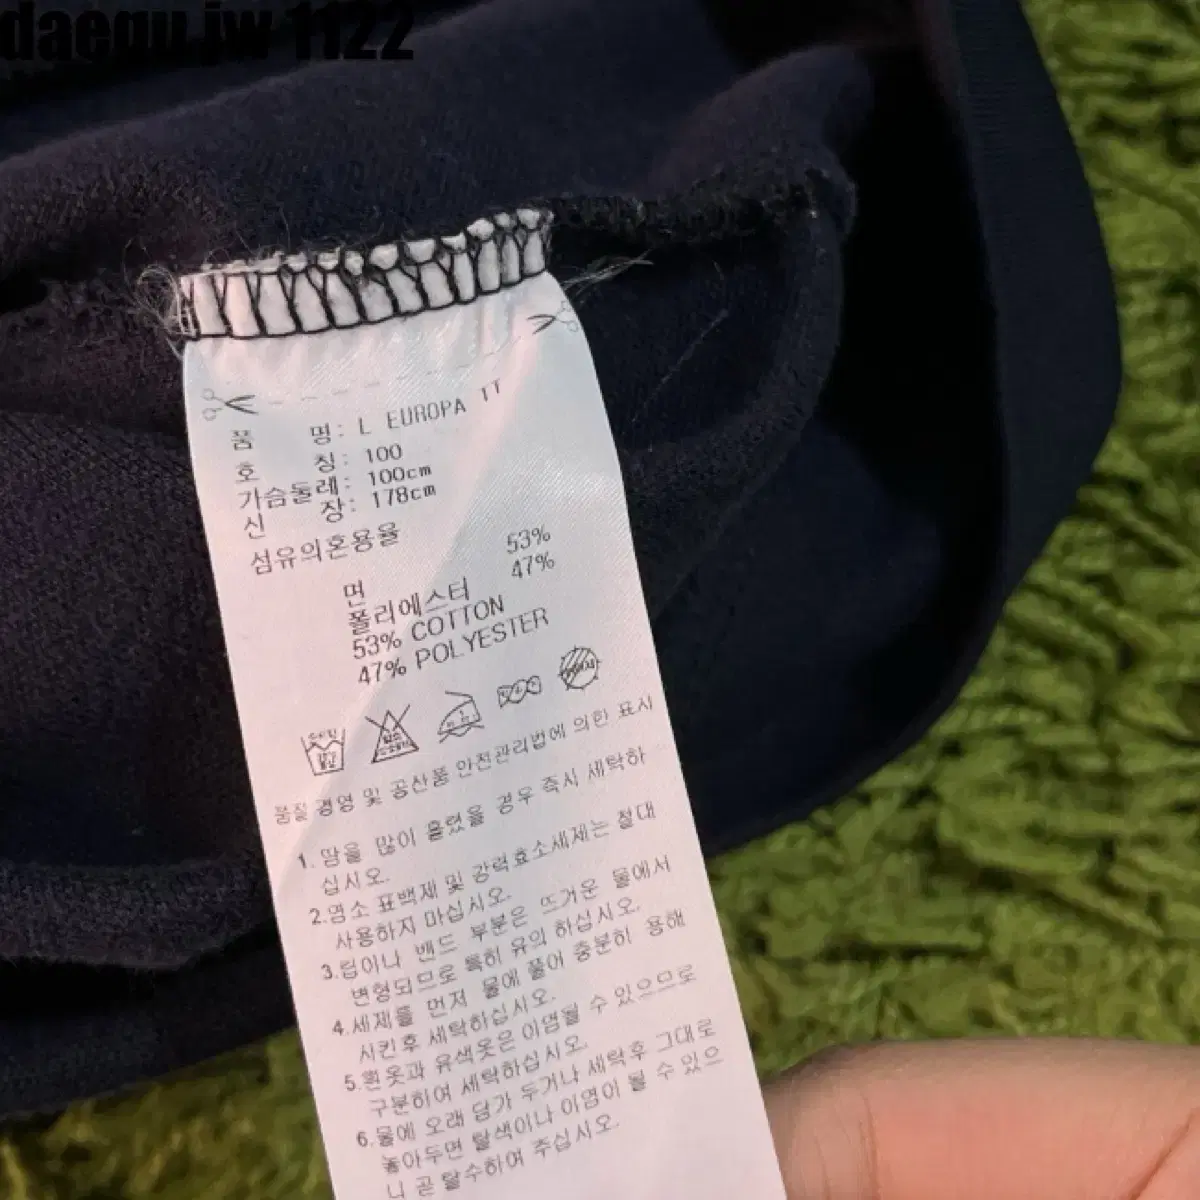 daegu jw 1122
품 명: L EUROPA TT
호 칭: 100
가슴둘레: 100cm
신 장: 178cm
섬유의혼용율
면 53%
폴리에스터 47%
53% COTTON
47% POLYESTER
품질 경영 및 공산품 안전관리법에 의한 표시
1.땀을 많이 흘렸을 경우 즉시 세탁하
십시오.
2.염소 표백제 및 강력효소세제는 절대
사용하지 마십시오.
3.립이나 밴드 부분은 뜨거운 물에서
변형되므로 특히 유의 하십시오.
4.세제를 먼저 물에 풀어 충분히 용해
시킨후 세탁하십시오.
5.흰옷과 유색옷은 이염될 수 있으므로
구분하여 세탁하십시오.
6.물에 오래 담가 두거나 세탁후 그대로
놓아두면 탈색이나 이염이 될 수 있으
니 곧 탈수하여 주십시오.